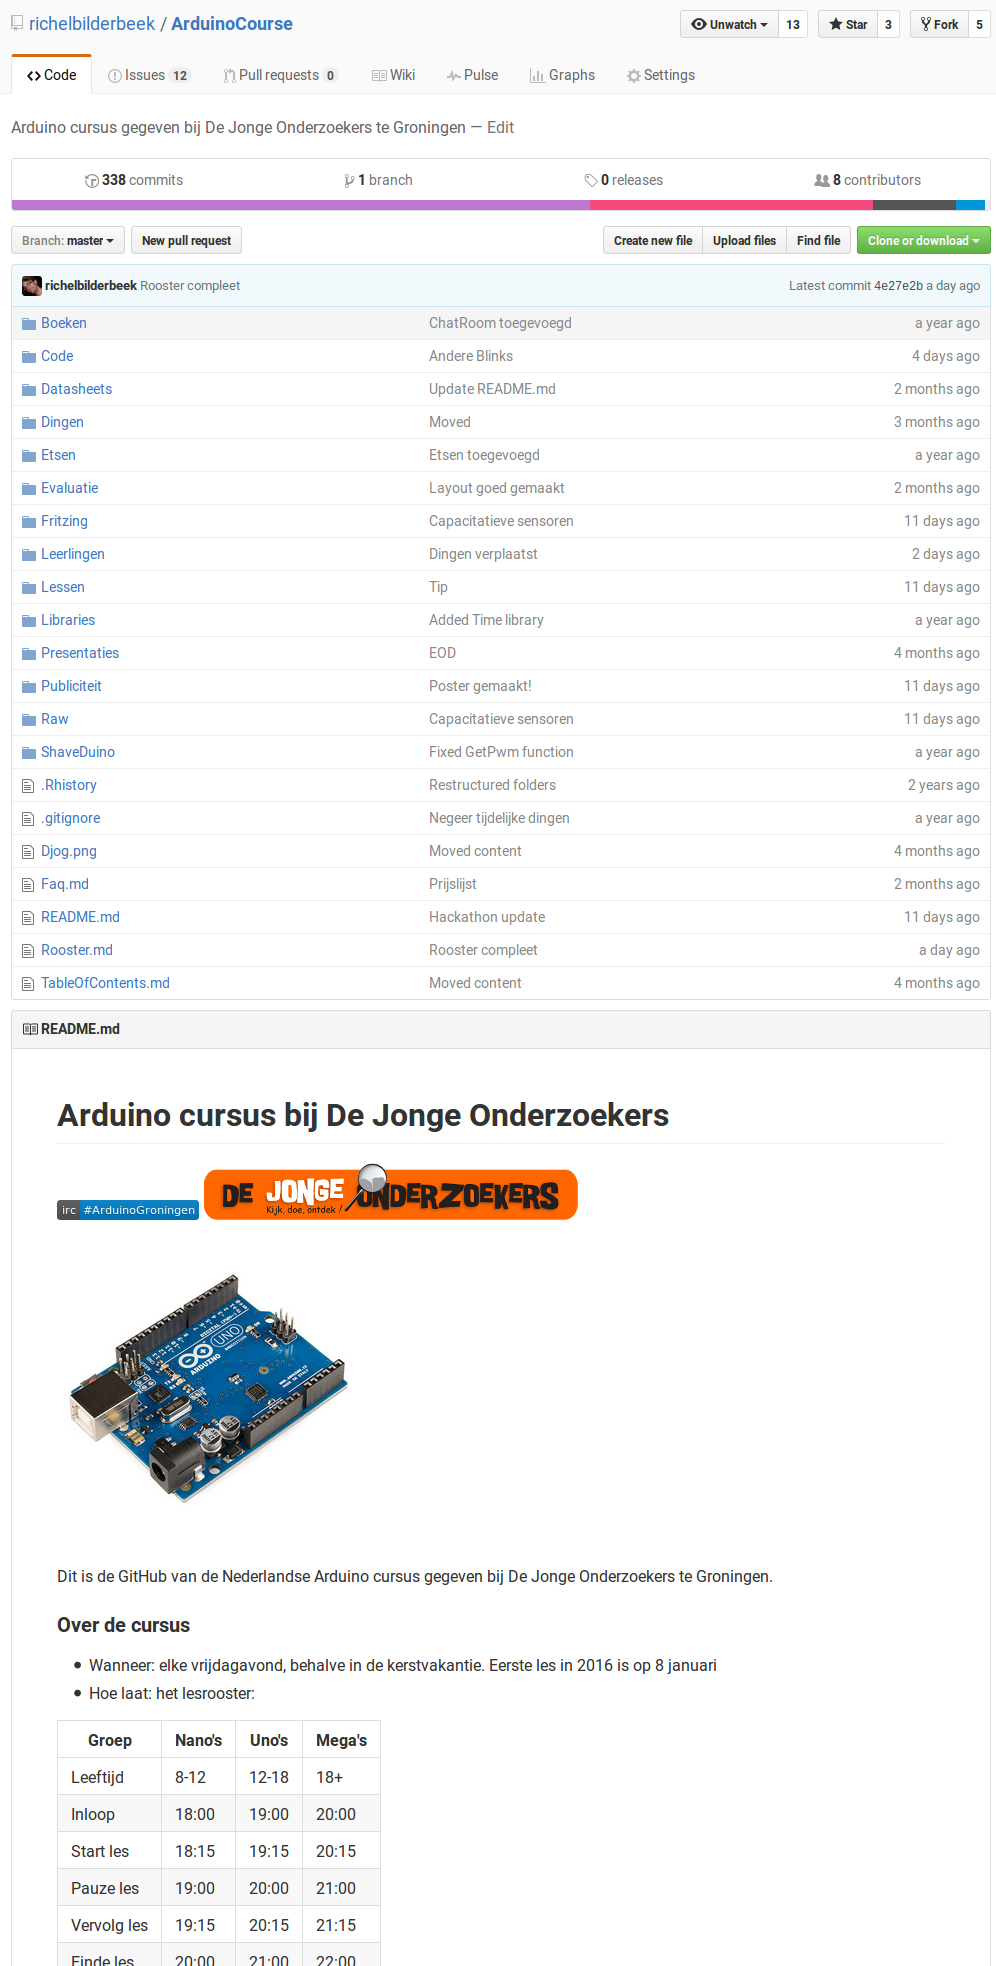 richelbilderbeek / ArduinoCourse
Unwatch 13 Star 3 Fork 5
Code Issues 12 Pull requests 0 Wiki Pulse Graphs Settings
Arduino cursus gegeven bij De Jonge Onderzoekers te Groningen — Edit
338 commits 1 branch 0 releases 8 contributors
Branch: master New pull request Create new file Upload files Find file Clone or download
richelbilderbeek Rooster compleet Latest commit 4e27e2b a day ago
Boeken ChatRoom toegevoegd a year ago
Code Andere Blinks 4 days ago
Datasheets Update README.md 2 months ago
Dingen Moved 3 months ago
Etsen Etsen toegevoegd a year ago
Evaluatie Layout goed gemaakt 2 months ago
Fritzing Capacitatieve sensoren 11 days ago
Leerlingen Dingen verplaatst 2 days ago
Lessen Tip 11 days ago
Libraries Added Time library a year ago
Presentaties EOD 4 months ago
Publiciteit Poster gemaakt! 11 days ago
Raw Capacitatieve sensoren 11 days ago
ShaveDuino Fixed GetPwm function a year ago
.Rhistory Restructured folders 2 years ago
.gitignore Negeer tijdelijke dingen a year ago
Djog.png Moved content 4 months ago
Faq.md Prijslijst 2 months ago
README.md Hackathon update 11 days ago
Rooster.md Rooster compleet a day ago
TableOfContents.md Moved content 4 months ago
README.md
Arduino cursus bij De Jonge Onderzoekers
irc #ArduinoGroningen
DE JONGE ONDERZOEKERS
Kijk, doe, ontdek!
DIGITAL (PWM~)
UNO
ARDUINO
Dit is de GitHub van de Nederlandse Arduino cursus gegeven bij De Jonge Onderzoekers te Groningen.
Over de cursus
• Wanneer: elke vrijdagavond, behalve in de kerstvakantie. Eerste les in 2016 is op 8 januari
• Hoe laat: het lesrooster:
Groep Nano's Uno's Mega's
Leeftijd 8-12 12-18 18+
Inloop 18:00 19:00 20:00
Start les 18:15 19:15 20:15
Pauze les 19:00 20:00 21:00
Vervolg les 19:15 20:15 21:15
Einde les 20:00 21:00 22:00